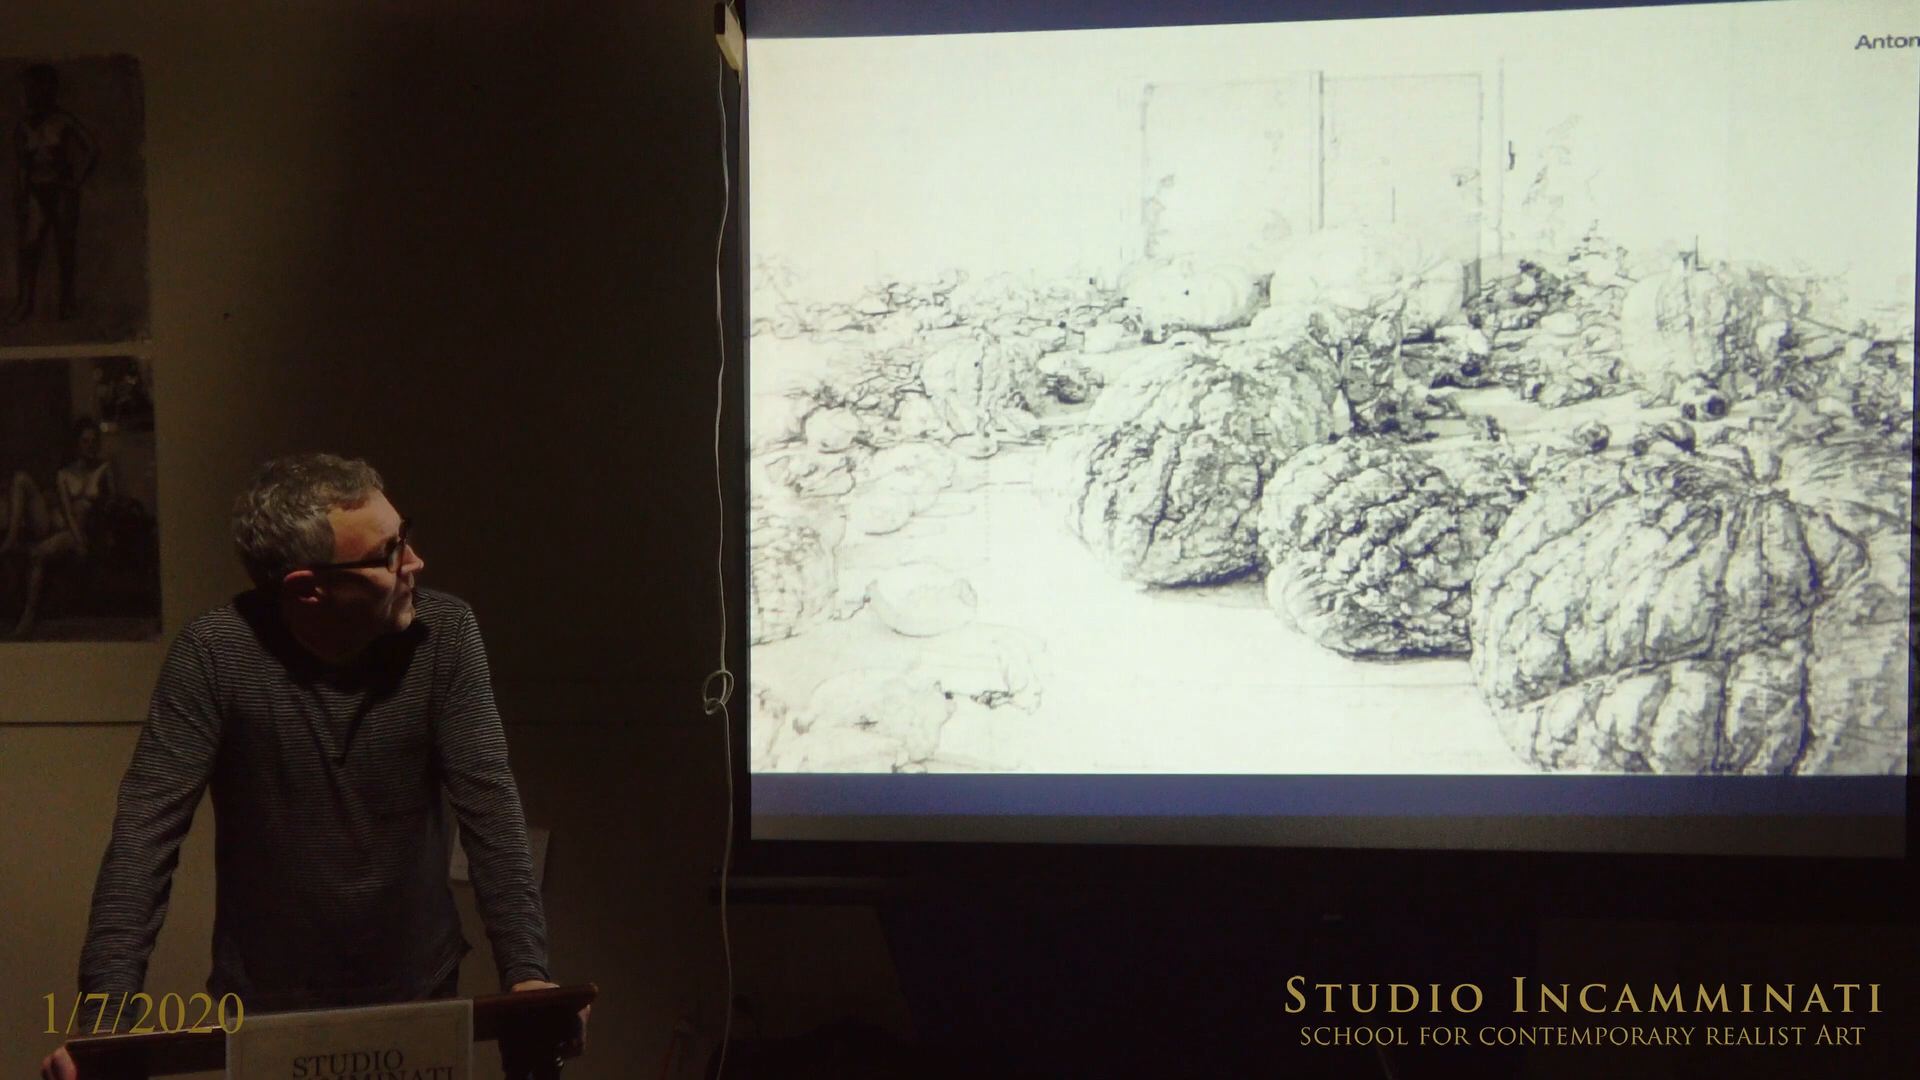 Anton
1/7/2020
STUDIO INCAMMINATI
SCHOOL FOR CONTEMPORARY REALIST ART
STUDIO